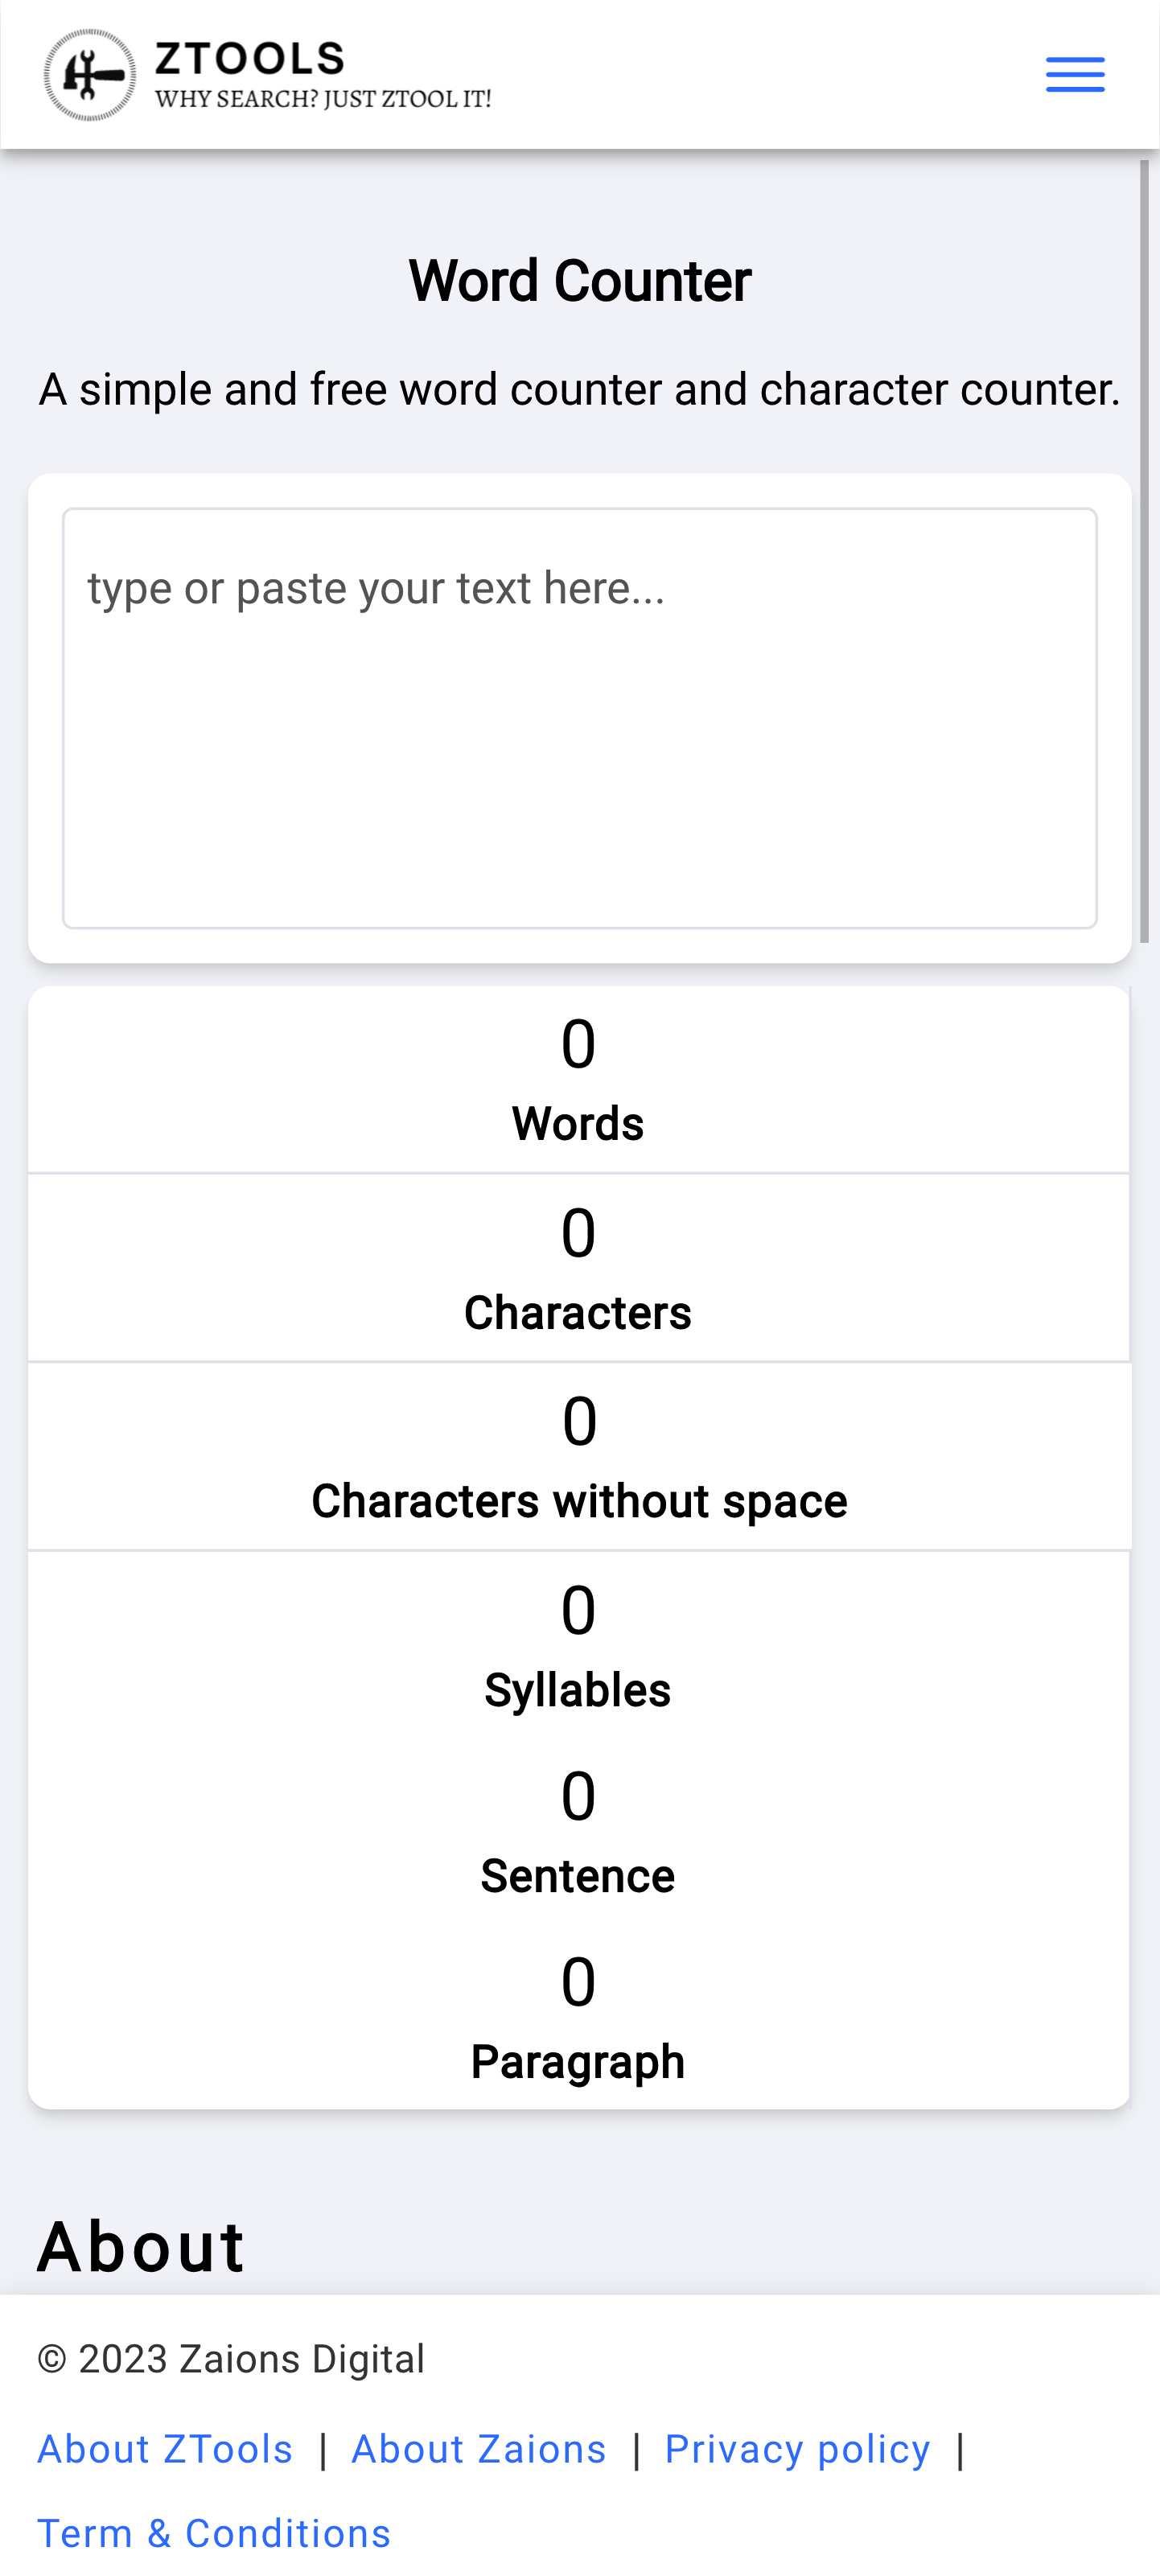 ZTOOLS
WHY SEARCH? JUST ZTOOL IT!
Word Counter
A simple and free word counter and character counter.
type or paste your text here...
0
Words
0
Characters
0
Characters without space
0
Syllables
0
Sentence
0
Paragraph
About
© 2023 Zaions Digital
About ZTools | About Zaions | Privacy policy |
Term & Conditions